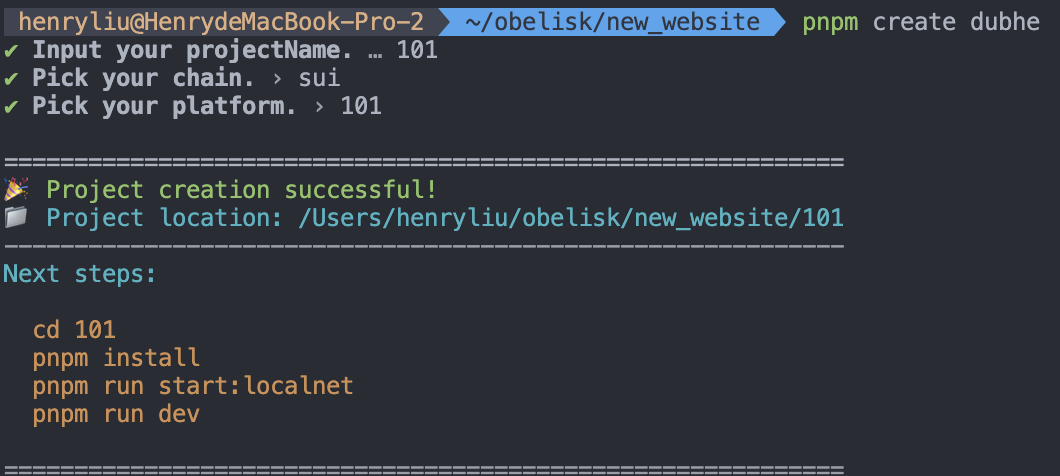 henryliu@HenrydeMacBook-Pro-2 ~/obelisk/new_website pnpm create dubhe
✔ Input your projectName. … 101
✔ Pick your chain. › sui
✔ Pick your platform. › 101
============================================================
🎉 Project creation successful!
📁 Project location: /Users/henryliu/obelisk/new_website/101
------------------------------------------------------------
Next steps:
cd 101
pnpm install
pnpm run start:localnet
pnpm run dev
============================================================